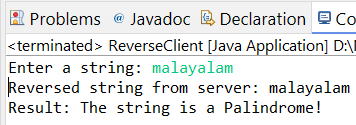 Problems @ Javadoc Declaration Co
<terminated> ReverseClient [Java Application] D:\
Enter a string: malayalam
Reversed string from server: malayalam
Result: The string is a Palindrome!